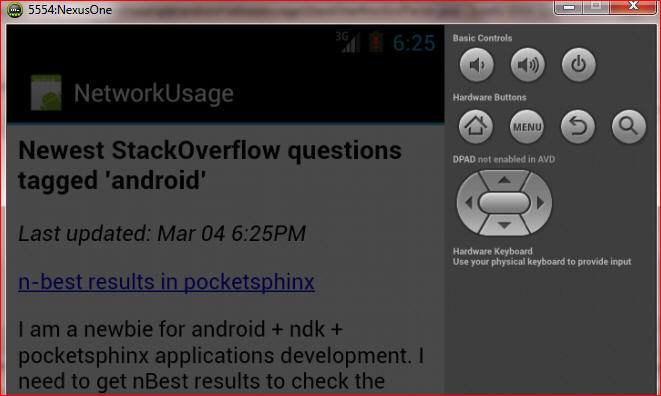 5554:NexusOne
3G 6:25
NetworkUsage
Newest StackOverflow questions
tagged 'android'
Last updated: Mar 04 6:25PM
n-best results in pocketsphinx
I am a newbie for android + ndk +
pocketsphinx applications development. I
need to get nBest results to check the
Basic Controls
Hardware Buttons
MENU
DPAD not enabled in AVD
Hardware Keyboard
Use your physical keyboard to provide input